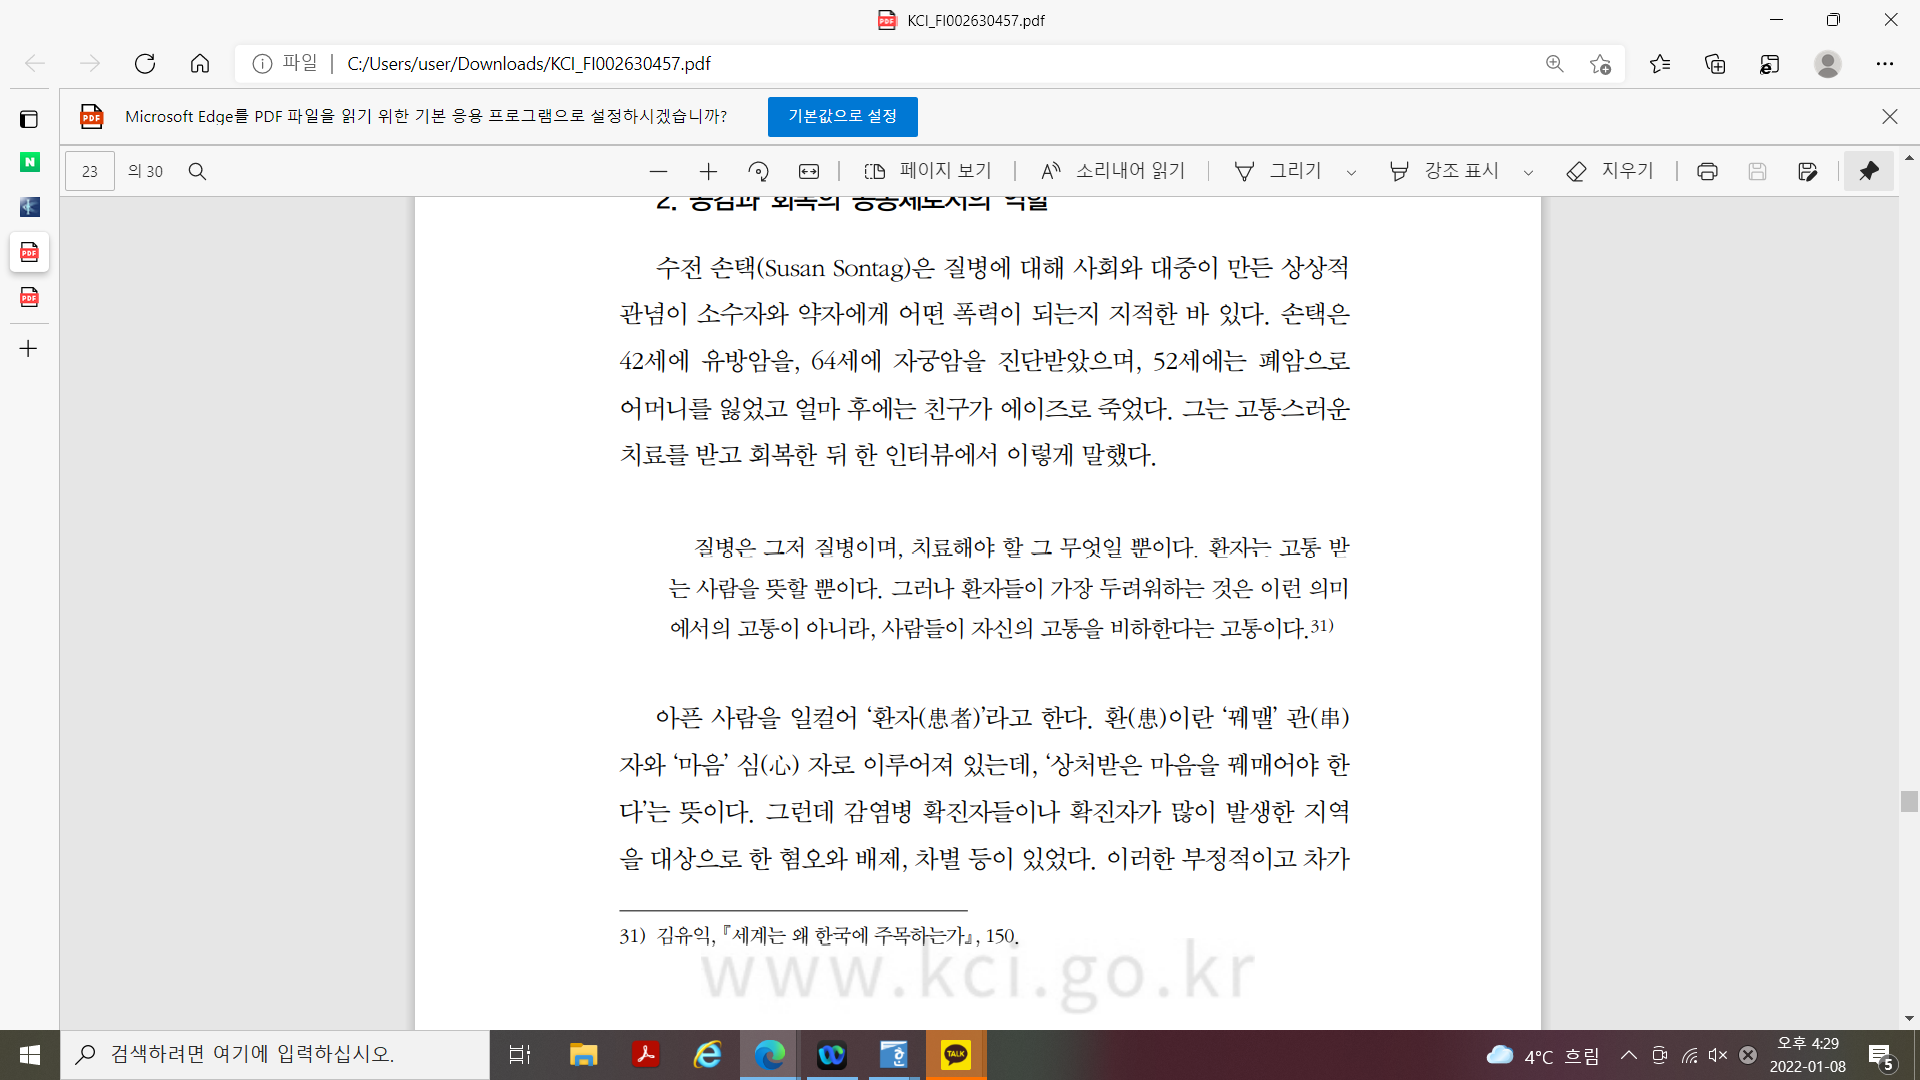 KCI_FI002630457.pdf
파일 | C:/Users/user/Downloads/KCI_FI002630457.pdf
Microsoft Edge를 PDF 파일을 읽기 위한 기본 응용 프로그램으로 설정하시겠습니까? 기본값으로 설정
23 의 30 페이지 보기 소리내어 읽기 그리기 강조 표시 지우기
2. 공감과 회복의 공동체로서의 역할
수전 손택(Susan Sontag)은 질병에 대해 사회와 대중이 만든 상상적
관념이 소수자와 약자에게 어떤 폭력이 되는지 지적한 바 있다. 손택은
42세에 유방암을, 64세에 자궁암을 진단받았으며, 52세에는 폐암으로
어머니를 잃었고 얼마 후에는 친구가 에이즈로 죽었다. 그는 고통스러운
치료를 받고 회복한 뒤 한 인터뷰에서 이렇게 말했다.
질병은 그저 질병이며, 치료해야 할 그 무엇일 뿐이다. 환자는 고통 받
는 사람을 뜻할 뿐이다. 그러나 환자들이 가장 두려워하는 것은 이런 의미
에서의 고통이 아니라, 사람들이 자신의 고통을 비하한다는 고통이다.31)
아픈 사람을 일컬어 ‘환자(患者)’라고 한다. 환(患)이란 ‘꿰맬’ 관(串)
자와 ‘마음’ 심(心) 자로 이루어져 있는데, ‘상처받은 마음을 꿰매어야 한
다’는 뜻이다. 그런데 감염병 확진자들이나 확진자가 많이 발생한 지역
을 대상으로 한 혐오와 배제, 차별 등이 있었다. 이러한 부정적이고 차가
31) 김유익, 『세계는 왜 한국에 주목하는가』, 150.
www.kci.go.kr
검색하려면 여기에 입력하십시오.
TALK
4°C 흐림
오후 4:29
2022-01-08
5